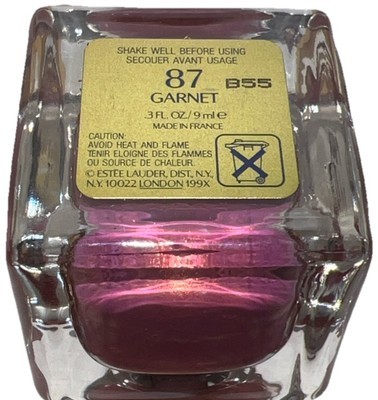 SHAKE WELL BEFORE USING
SECOUER AVANT USAGE
87 B55
GARNET
.3 FL. OZ./9 ml ℮
MADE IN FRANCE
CAUTION:
AVOID HEAT AND FLAME
TENIR ELOIGNE DES FLAMMES
OU SOURCE DE CHALEUR.
© ESTĒE LAUDER, DIST, N.Y.,
N.Y. 10022 LONDON 199X